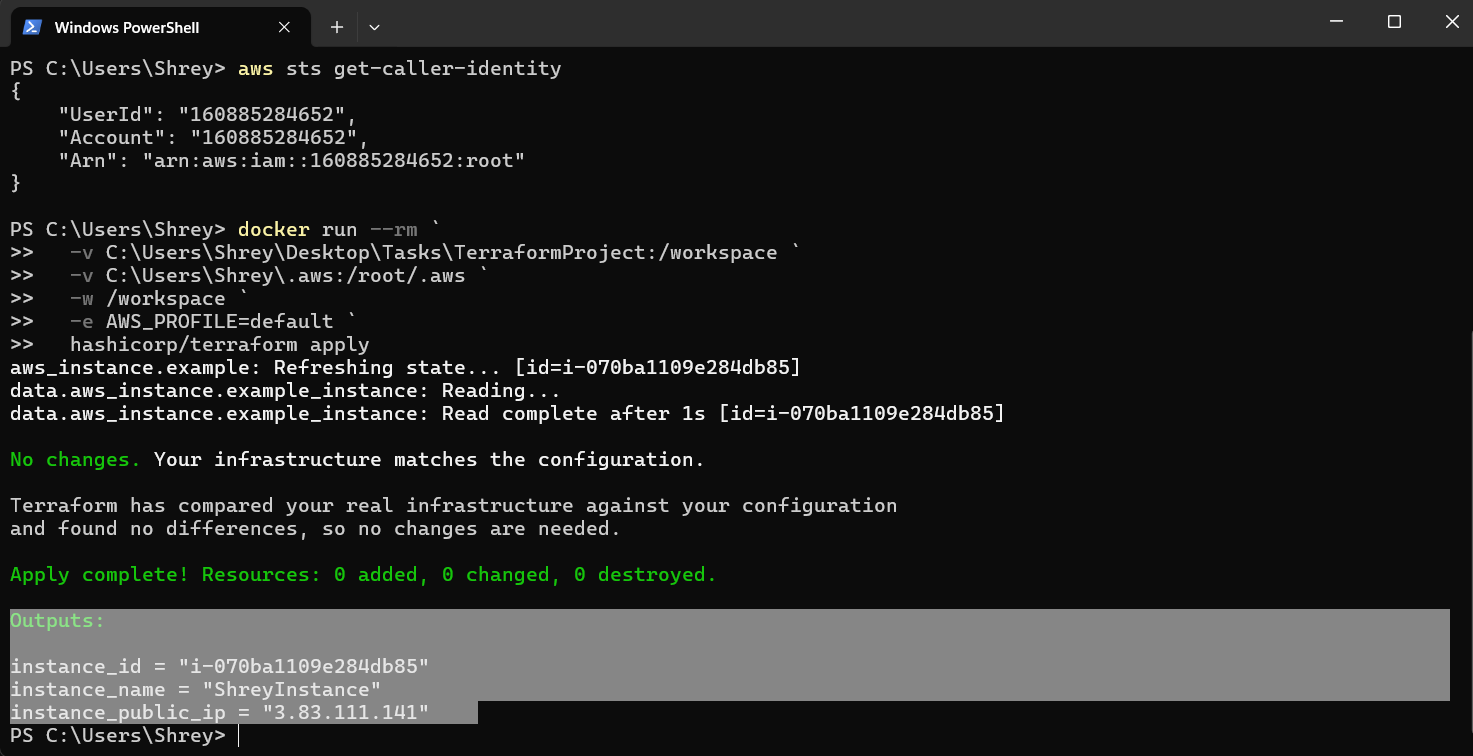 Windows PowerShell
PS C:\Users\Shrey> aws sts get-caller-identity
{
    "UserId": "160885284652",
    "Account": "160885284652",
    "Arn": "arn:aws:iam::160885284652:root"
}
PS C:\Users\Shrey> docker run --rm `
>>   -v C:\Users\Shrey\Desktop\Tasks\TerraformProject:/workspace `
>>   -v C:\Users\Shrey\.aws:/root/.aws `
>>   -w /workspace `
>>   -e AWS_PROFILE=default `
>>   hashicorp/terraform apply
aws_instance.example: Refreshing state... [id=i-070ba1109e284db85]
data.aws_instance.example_instance: Reading...
data.aws_instance.example_instance: Read complete after 1s [id=i-070ba1109e284db85]
No changes. Your infrastructure matches the configuration.
Terraform has compared your real infrastructure against your configuration
and found no differences, so no changes are needed.
Apply complete! Resources: 0 added, 0 changed, 0 destroyed.
Outputs:
instance_id = "i-070ba1109e284db85"
instance_name = "ShreyInstance"
instance_public_ip = "3.83.111.141"
PS C:\Users\Shrey>